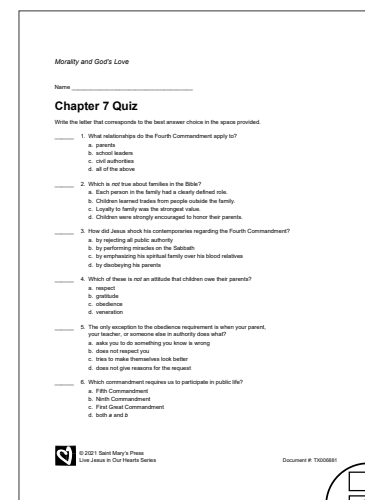 Morality and God's Love
Name
Chapter 7 Quiz
Write the letter that corresponds to the best answer choice in the space provided.
1. What relationships do the Fourth Commandment apply to?
a. parents
b. school leaders
c. civil authorities
d. all of the above
2. Which is not true about families in the Bible?
a. Each person in the family had a clearly defined role.
b. Children learned trades from people outside the family.
c. Loyalty to family was the strongest value.
d. Children were strongly encouraged to honor their parents.
3. How did Jesus shock his contemporaries regarding the Fourth Commandment?
a. by rejecting all public authority
b. by performing miracles on the Sabbath
c. by emphasizing his spiritual family over his blood relatives
d. by disobeying his parents
4. Which of these is not an attitude that children owe their parents?
a. respect
b. gratitude
c. obedience
d. veneration
5. The only exception to the obedience requirement is when your parent,
your teacher, or someone else in authority does what?
a. asks you to do something you know is wrong
b. does not respect you
c. tries to make themselves look better
d. does not give reasons for the request
6. Which commandment requires us to participate in public life?
a. Fifth Commandment
b. Ninth Commandment
c. First Great Commandment
d. both a and b
© 2021 Saint Mary's Press
Live Jesus in Our Hearts Series
Document #: TX006891